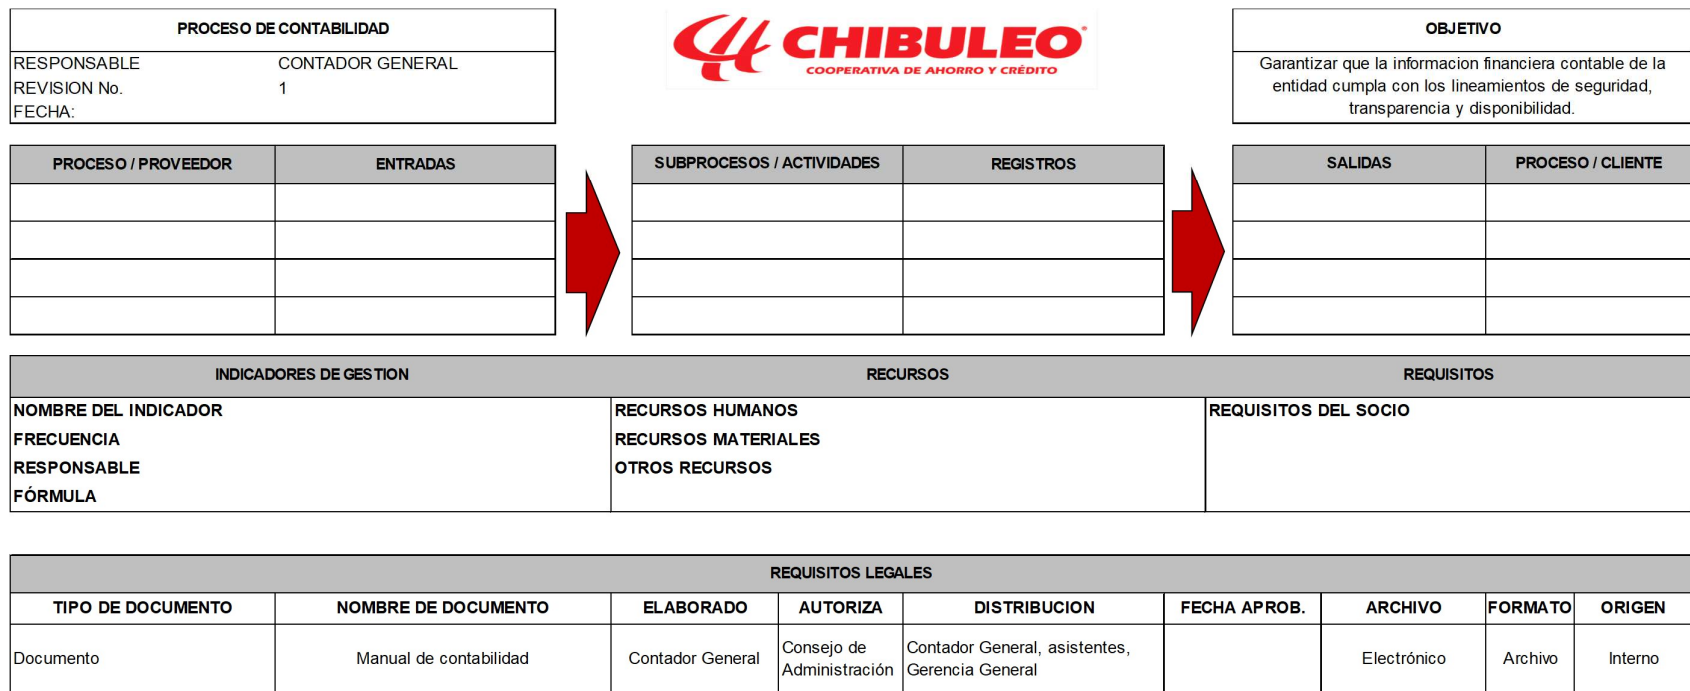 PROCESO DE CONTABILIDAD
RESPONSABLE CONTADOR GENERAL
REVISION No. 1
FECHA:
CHIBULEO
COOPERATIVA DE AHORRO Y CRÉDITO
OBJETIVO
Garantizar que la informacion financiera contable de la
entidad cumpla con los lineamientos de seguridad,
transparencia y disponibilidad.
PROCESO / PROVEEDOR ENTRADAS
SUBPROCESOS / ACTIVIDADES REGISTROS
SALIDAS PROCESO / CLIENTE
INDICADORES DE GESTION RECURSOS REQUISITOS
NOMBRE DEL INDICADOR
FRECUENCIA
RESPONSABLE
FÓRMULA
RECURSOS HUMANOS
RECURSOS MATERIALES
OTROS RECURSOS
REQUISITOS DEL SOCIO
REQUISITOS LEGALES
TIPO DE DOCUMENTO NOMBRE DE DOCUMENTO ELABORADO AUTORIZA DISTRIBUCION FECHA APROB. ARCHIVO FORMATO ORIGEN
Documento
Manual de contabilidad
Contador General
Consejo de
Administración
Contador General, asistentes,
Gerencia General
Electrónico
Archivo
Interno